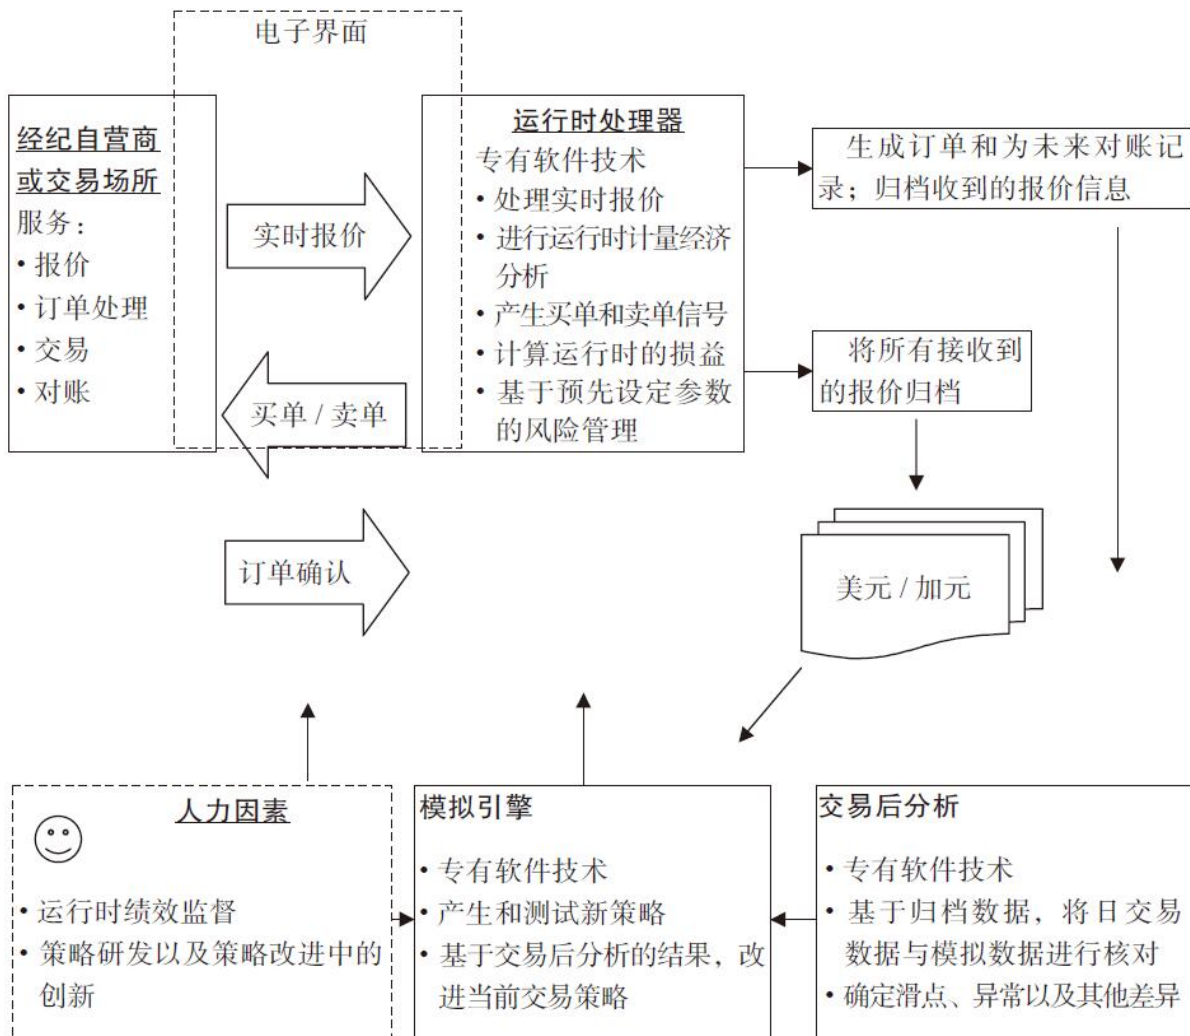 电子界面
经纪自营商
或交易场所
服务：
• 报价
• 订单处理
• 交易
• 对账
实时报价
买单 / 卖单
订单确认
运行时处理器
专有软件技术
• 处理实时报价
• 进行运行时计量经济
分析
• 产生买单和卖单信号
• 计算运行时的损益
• 基于预先设定参数
的风险管理
生成订单和为未来对账记
录；归档收到的报价信息
将所有接收到
的报价归档
美元 / 加元
人力因素
• 运行时绩效监督
• 策略研发以及策略改进中的
创新
模拟引擎
• 专有软件技术
• 产生和测试新策略
• 基于交易后分析的结果，改
进当前交易策略
交易后分析
• 专有软件技术
• 基于归档数据，将日交易
数据与模拟数据进行核对
• 确定滑点、异常以及其他差异